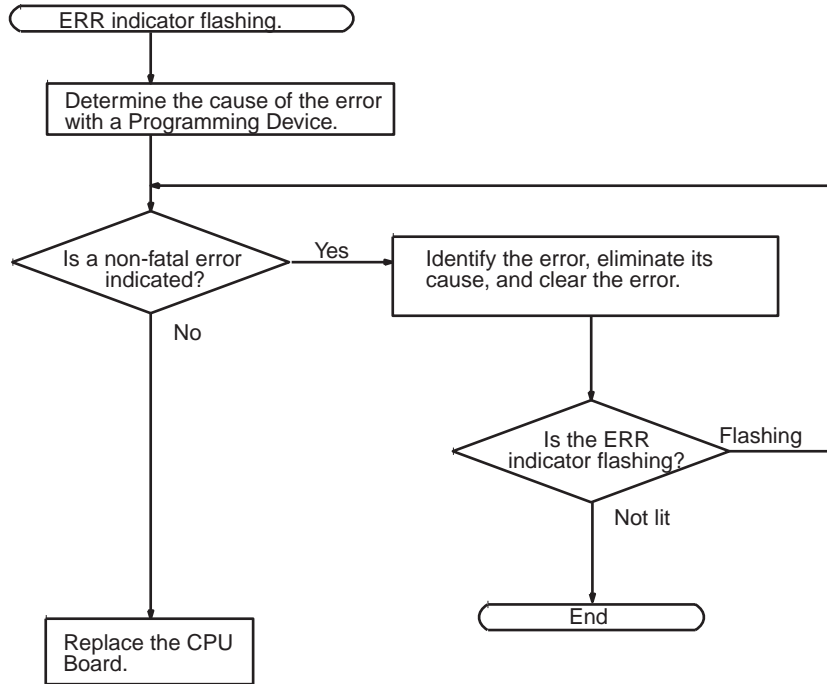 ERR indicator flashing.
Determine the cause of the error
with a Programming Device.
Is a non-fatal error
indicated?
Yes
Identify the error, eliminate its
cause, and clear the error.
No
Is the ERR
indicator flashing?
Flashing
Not lit
End
Replace the CPU
Board.